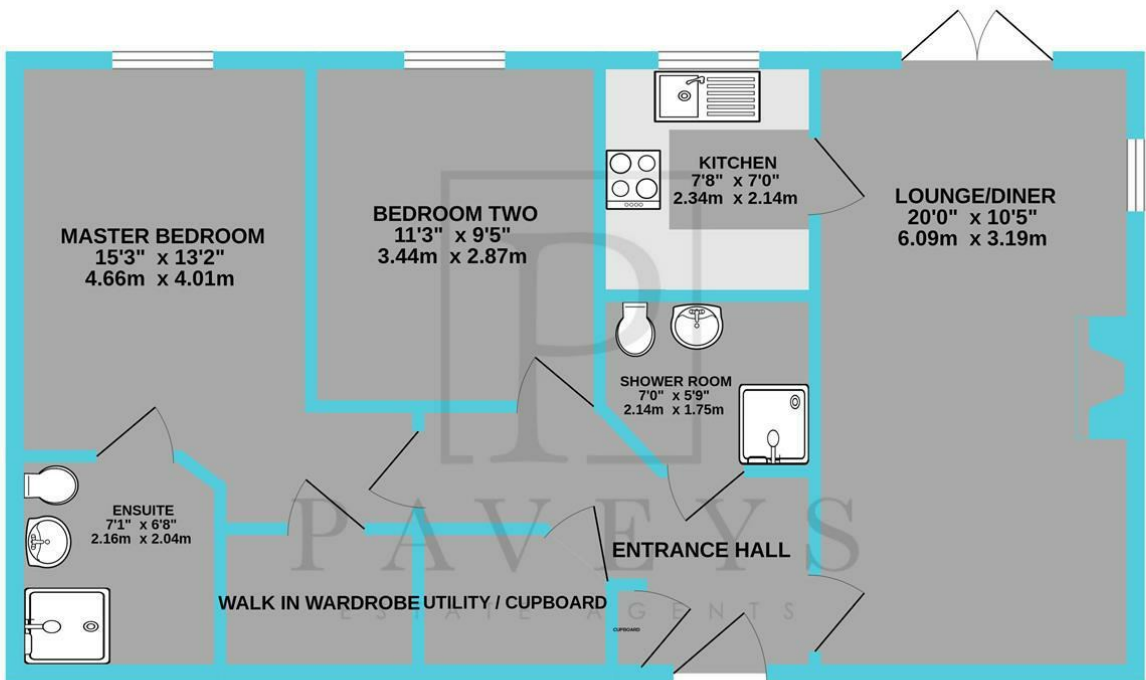 MASTER BEDROOM
15'3" x 13'2"
4.66m x 4.01m
BEDROOM TWO
11'3" x 9'5"
3.44m x 2.87m
KITCHEN
7'8" x 7'0"
2.34m x 2.14m
LOUNGE/DINER
20'0" x 10'5"
6.09m x 3.19m
SHOWER ROOM
7'0" x 5'9"
2.14m x 1.75m
ENSUITE
7'1" x 6'8"
2.16m x 2.04m
P
PAVEYS
ESTATE AGENTS
ENTRANCE HALL
WALK IN WARDROBE
UTILITY / CUPBOARD
CUPBOARD